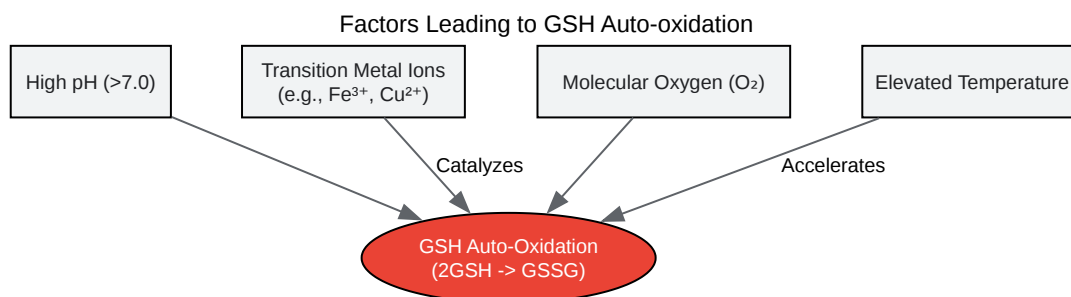 Factors Leading to GSH Auto-oxidation
High pH (>7.0)
Transition Metal Ions
(e.g., Fe³⁺, Cu²⁺)
Molecular Oxygen (O₂)
Elevated Temperature
Catalyzes
Accelerates
GSH Auto-Oxidation
(2GSH -> GSSG)